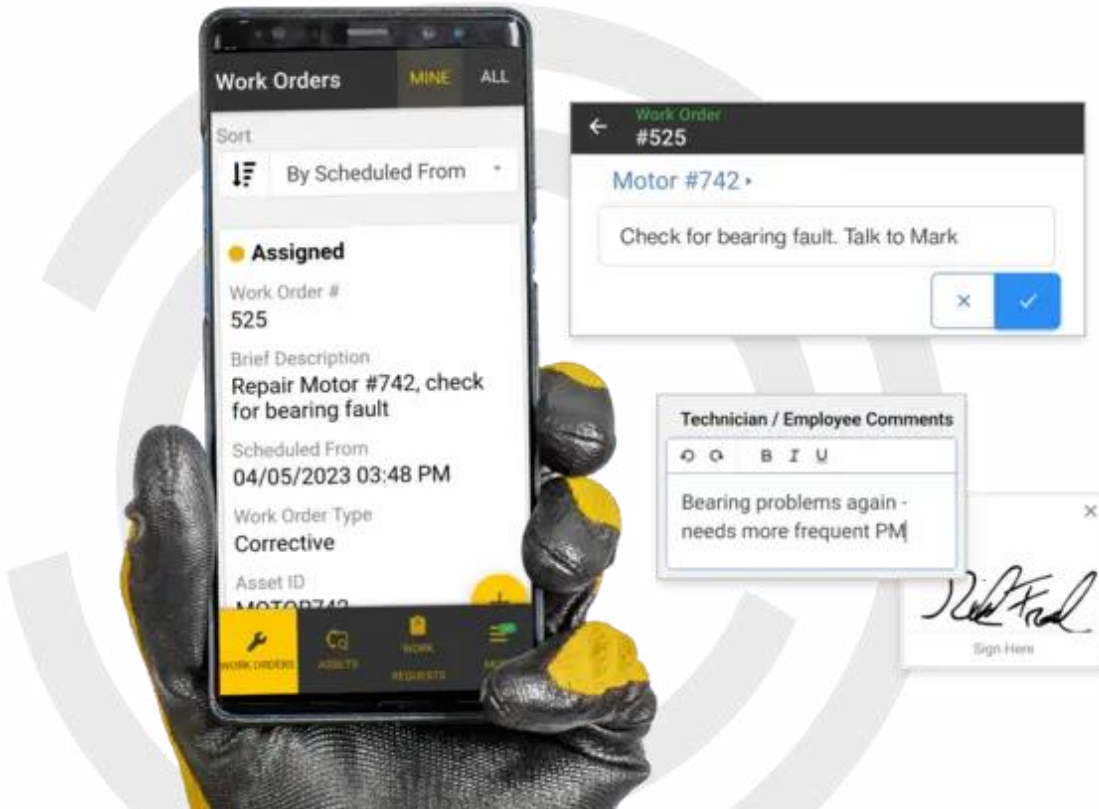 Work Orders MINE ALL
Sort
By Scheduled From
Assigned
Work Order #
525
Brief Description
Repair Motor #742, check
for bearing fault
Scheduled From
04/05/2023 03:48 PM
Work Order Type
Corrective
Asset ID
MOTOR742
WORK ORDERS
ASSETS
WORK
REQUESTS
Work Order
#525
Motor #742
Check for bearing fault. Talk to Mark
Technician / Employee Comments
B I U
Bearing problems again -
needs more frequent PM
Sign Here